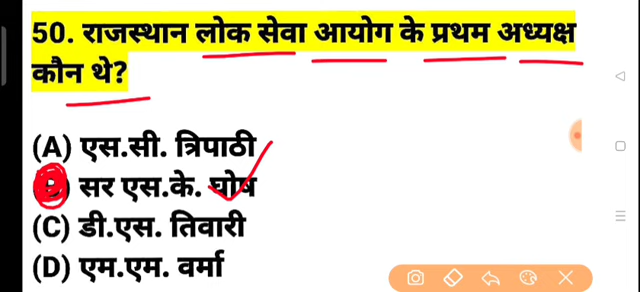 50. राजस्थान लोक सेवा आयोग के प्रथम अध्यक्ष
कौन थे?
(A) एस.सी. त्रिपाठी
) सर एस.के. घोष
(C) डी.एस. तिवारी
(D) एम.एम. वर्मा